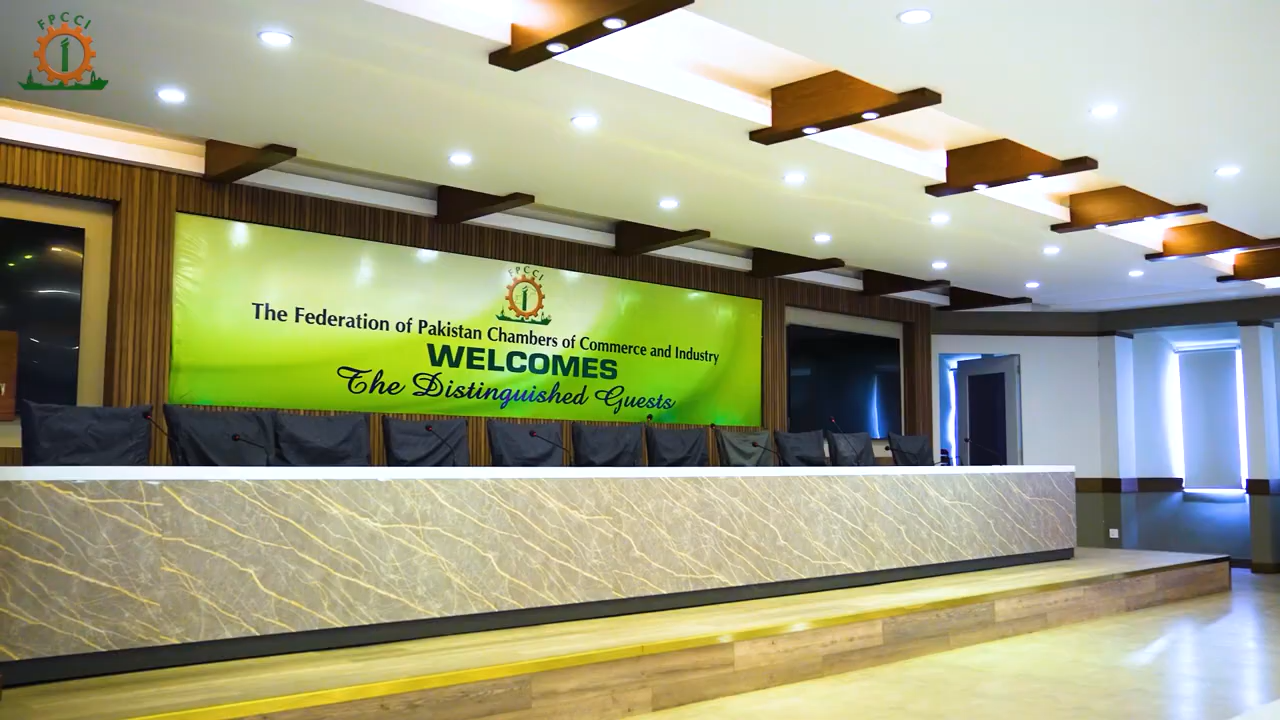 FPCCI
FPCCI
The Federation of Pakistan Chambers of Commerce and Industry
WELCOMES
The Distinguished Guests